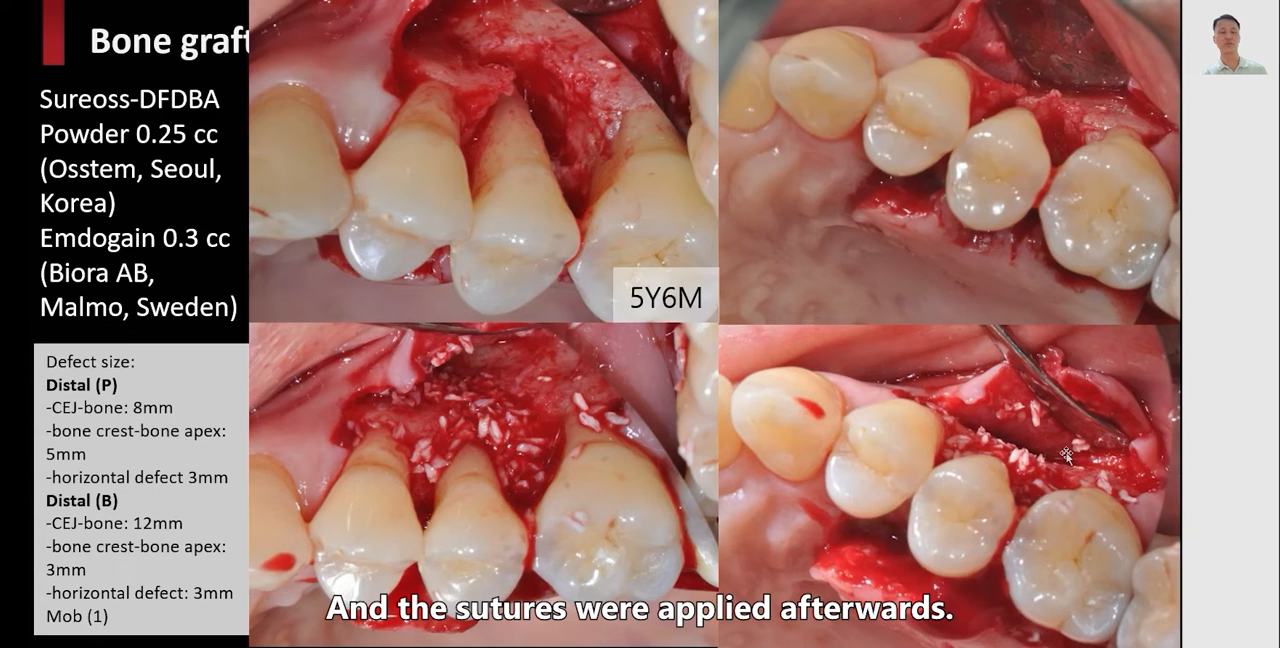 Bone graft
Sureoss-DFDBA
Powder 0.25 cc
(Osstem, Seoul,
Korea)
Emdogain 0.3 cc
(Biora AB,
Malmo, Sweden)
Defect size:
Distal (P)
-CEJ-bone: 8mm
-bone crest-bone apex:
5mm
-horizontal defect 3mm
Distal (B)
-CEJ-bone: 12mm
-bone crest-bone apex:
3mm
-horizontal defect: 3mm
Mob (1)
5Y6M
And the sutures were applied afterwards.